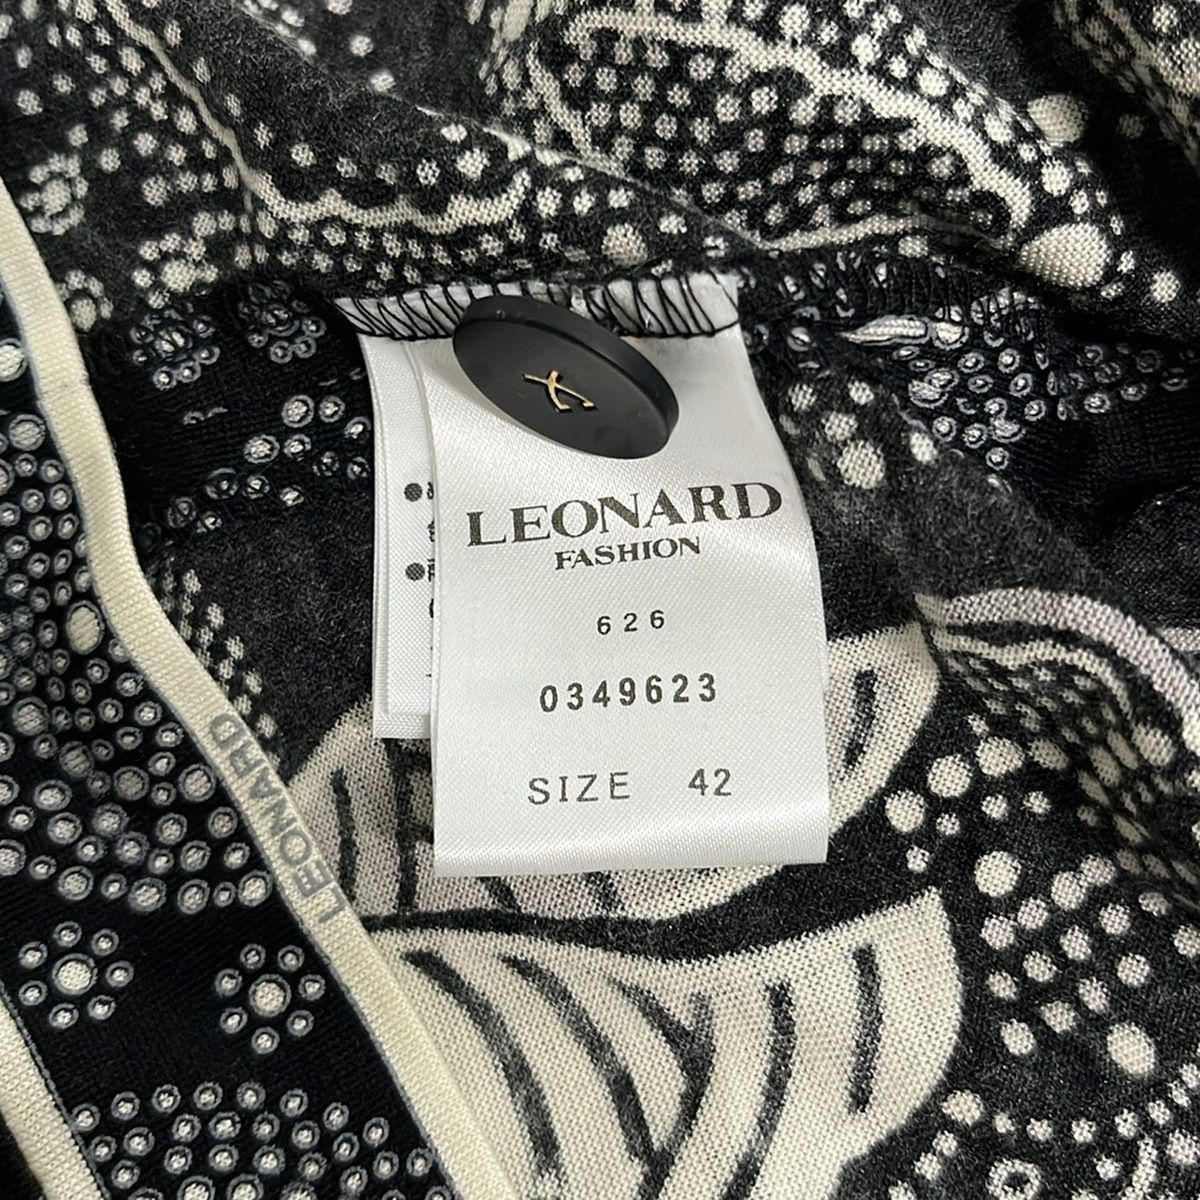 LEONARD
FASHION
626
0349623
SIZE 42
LEONARD